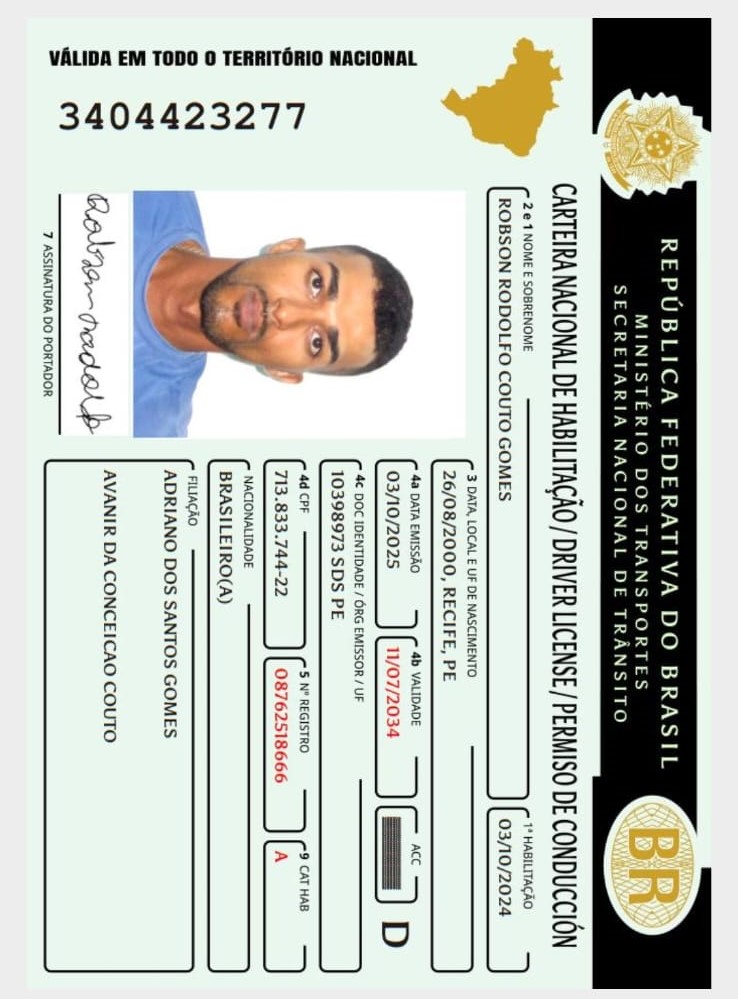 REPÚBLICA FEDERATIVA DO BRASIL
MINISTÉRIO DOS TRANSPORTES
SECRETARIA NACIONAL DE TRÂNSITO
BR
CARTEIRA NACIONAL DE HABILITAÇÃO / DRIVER LICENSE / PERMISO DE CONDUCCIÓN
2 e 1 NOME E SOBRENOME
ROBSON RODOLFO COUTO GOMES
1ª HABILITAÇÃO
03/10/2024
3 DATA, LOCAL E UF DE NASCIMENTO
26/08/2000, RECIFE, PE
4a DATA EMISSÃO
03/10/2025
4b VALIDADE
11/07/2034
ACC
D
4c DOC IDENTIDADE / ÓRG EMISSOR / UF
10398973 SDS PE
4d CPF
713.833.744-22
5 Nº REGISTRO
08762518666
9 CAT HAB
A
NACIONALIDADE
BRASILEIRO(A)
FILIAÇÃO
ADRIANO DOS SANTOS GOMES
AVANIR DA CONCEICAO COUTO
7 ASSINATURA DO PORTADOR
VÁLIDA EM TODO O TERRITÓRIO NACIONAL
3404423277